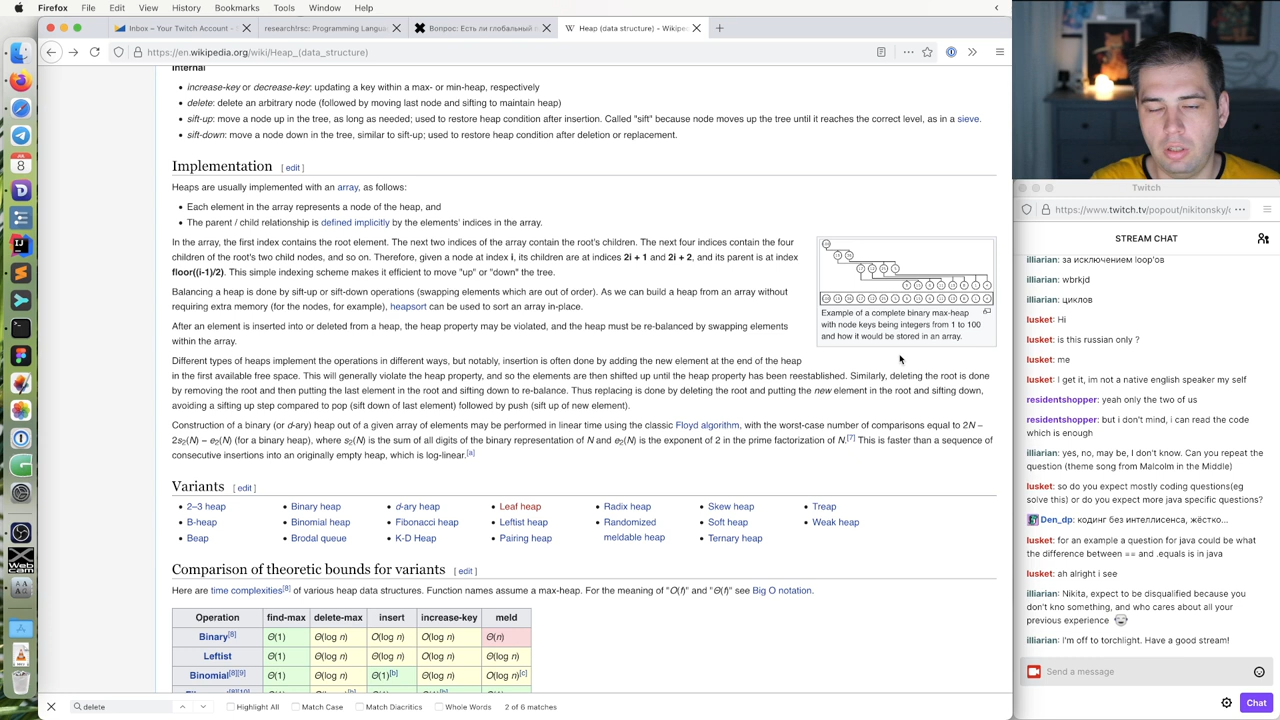 Firefox File Edit View History Bookmarks Tools Window Help
Inbox – Your Twitch Account -
research!rsc: Programming Langua
Вопрос: Есть ли глобальный
Heap (data structure) - Wikipe
https://en.wikipedia.org/wiki/Heap_(data_structure)
Internal
increase-key or decrease-key: updating a key within a max- or min-heap, respectively
delete: delete an arbitrary node (followed by moving last node and sifting to maintain heap)
sift-up: move a node up in the tree, as long as needed; used to restore heap condition after insertion. Called "sift" because node moves up the tree until it reaches the correct level, as in a sieve.
sift-down: move a node down in the tree, similar to sift-up; used to restore heap condition after deletion or replacement.
Implementation [ edit ]
Heaps are usually implemented with an array, as follows:
Each element in the array represents a node of the heap, and
The parent / child relationship is defined implicitly by the elements' indices in the array.
In the array, the first index contains the root element. The next two indices of the array contain the root's children. The next four indices contain the four
children of the root's two child nodes, and so on. Therefore, given a node at index i, its children are at indices 2i + 1 and 2i + 2, and its parent is at index
floor((i-1)/2). This simple indexing scheme makes it efficient to move "up" or "down" the tree.
Balancing a heap is done by sift-up or sift-down operations (swapping elements which are out of order). As we can build a heap from an array without
requiring extra memory (for the nodes, for example), heapsort can be used to sort an array in-place.
After an element is inserted into or deleted from a heap, the heap property may be violated, and the heap must be re-balanced by swapping elements
within the array.
Example of a complete binary max-heap
with node keys being integers from 1 to 100
and how it would be stored in an array.
Different types of heaps implement the operations in different ways, but notably, insertion is often done by adding the new element at the end of the heap
in the first available free space. This will generally violate the heap property, and so the elements are then shifted up until the heap property has been reestablished. Similarly, deleting the root is done
by removing the root and then putting the last element in the root and sifting down to re-balance. Thus replacing is done by deleting the root and putting the new element in the root and sifting down,
avoiding a sifting up step compared to pop (sift down of last element) followed by push (sift up of new element).
Construction of a binary (or d-ary) heap out of a given array of elements may be performed in linear time using the classic Floyd algorithm, with the worst-case number of comparisons equal to 2N −
2s2(N) − e2(N) (for a binary heap), where s2(N) is the sum of all digits of the binary representation of N and e2(N) is the exponent of 2 in the prime factorization of N.[7] This is faster than a sequence of
consecutive insertions into an originally empty heap, which is log-linear.[a]
Variants [ edit ]
2–3 heap
B-heap
Beap
Binary heap
Binomial heap
Brodal queue
d-ary heap
Fibonacci heap
K-D Heap
Leaf heap
Leftist heap
Pairing heap
Radix heap
Randomized
meldable heap
Skew heap
Soft heap
Ternary heap
Treap
Weak heap
Comparison of theoretic bounds for variants [ edit ]
Here are time complexities[8] of various heap data structures. Function names assume a max-heap. For the meaning of "O(f)" and "Θ(f)" see Big O notation.
Operation find-max delete-max insert increase-key meld
Binary[8] Θ(1) Θ(log n) O(log n) O(log n) Θ(n)
Leftist Θ(1) Θ(log n) Θ(log n) O(log n) Θ(log n)
Binomial[8][9] Θ(1) Θ(log n) Θ(1)[b] Θ(log n) O(log n)[c]
delete
Highlight All Match Case Match Diacritics Whole Words 2 of 6 matches
Twitch
https://www.twitch.tv/popout/nikitonsky/c
STREAM CHAT
illiarian: за исключением loop'ов
illiarian: wbrkjd
illiarian: циклов
lusket: Hi
lusket: is this russian only ?
lusket: me
lusket: I get it, im not a native english speaker my self
residentshopper: yeah only the two of
us
residentshopper: but i don't mind, i can read the code
which is enough
illiarian: yes, no, may be, I don't know. Can you repeat the
question (theme song from Malcolm in the Middle)
lusket: so do you expect mostly coding questions(eg
solve this) or do you expect more java specific questions?
Den_dp: кодинг без интеллисенса, жёстко...
lusket: for an example a question for java could be what
the difference between == and .equals is in java
lusket: ah alright i see
illiarian: Nikita, expect to be disqualified because you
don't kno something, and who cares about all your
previous experience
illiarian: I'm off to torchlight. Have a good stream!
Send a message
Chat